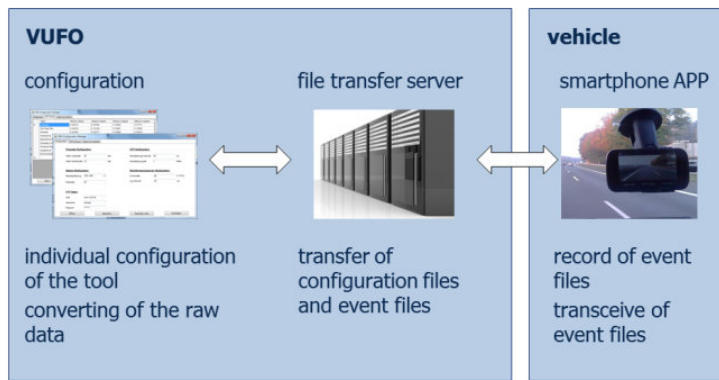 VUFO
vehicle
configuration
file transfer server
smartphone APP
individual configuration
of the tool
converting of the raw
data
transfer of
configuration files
and event files
record of event
files
transceive of
event files